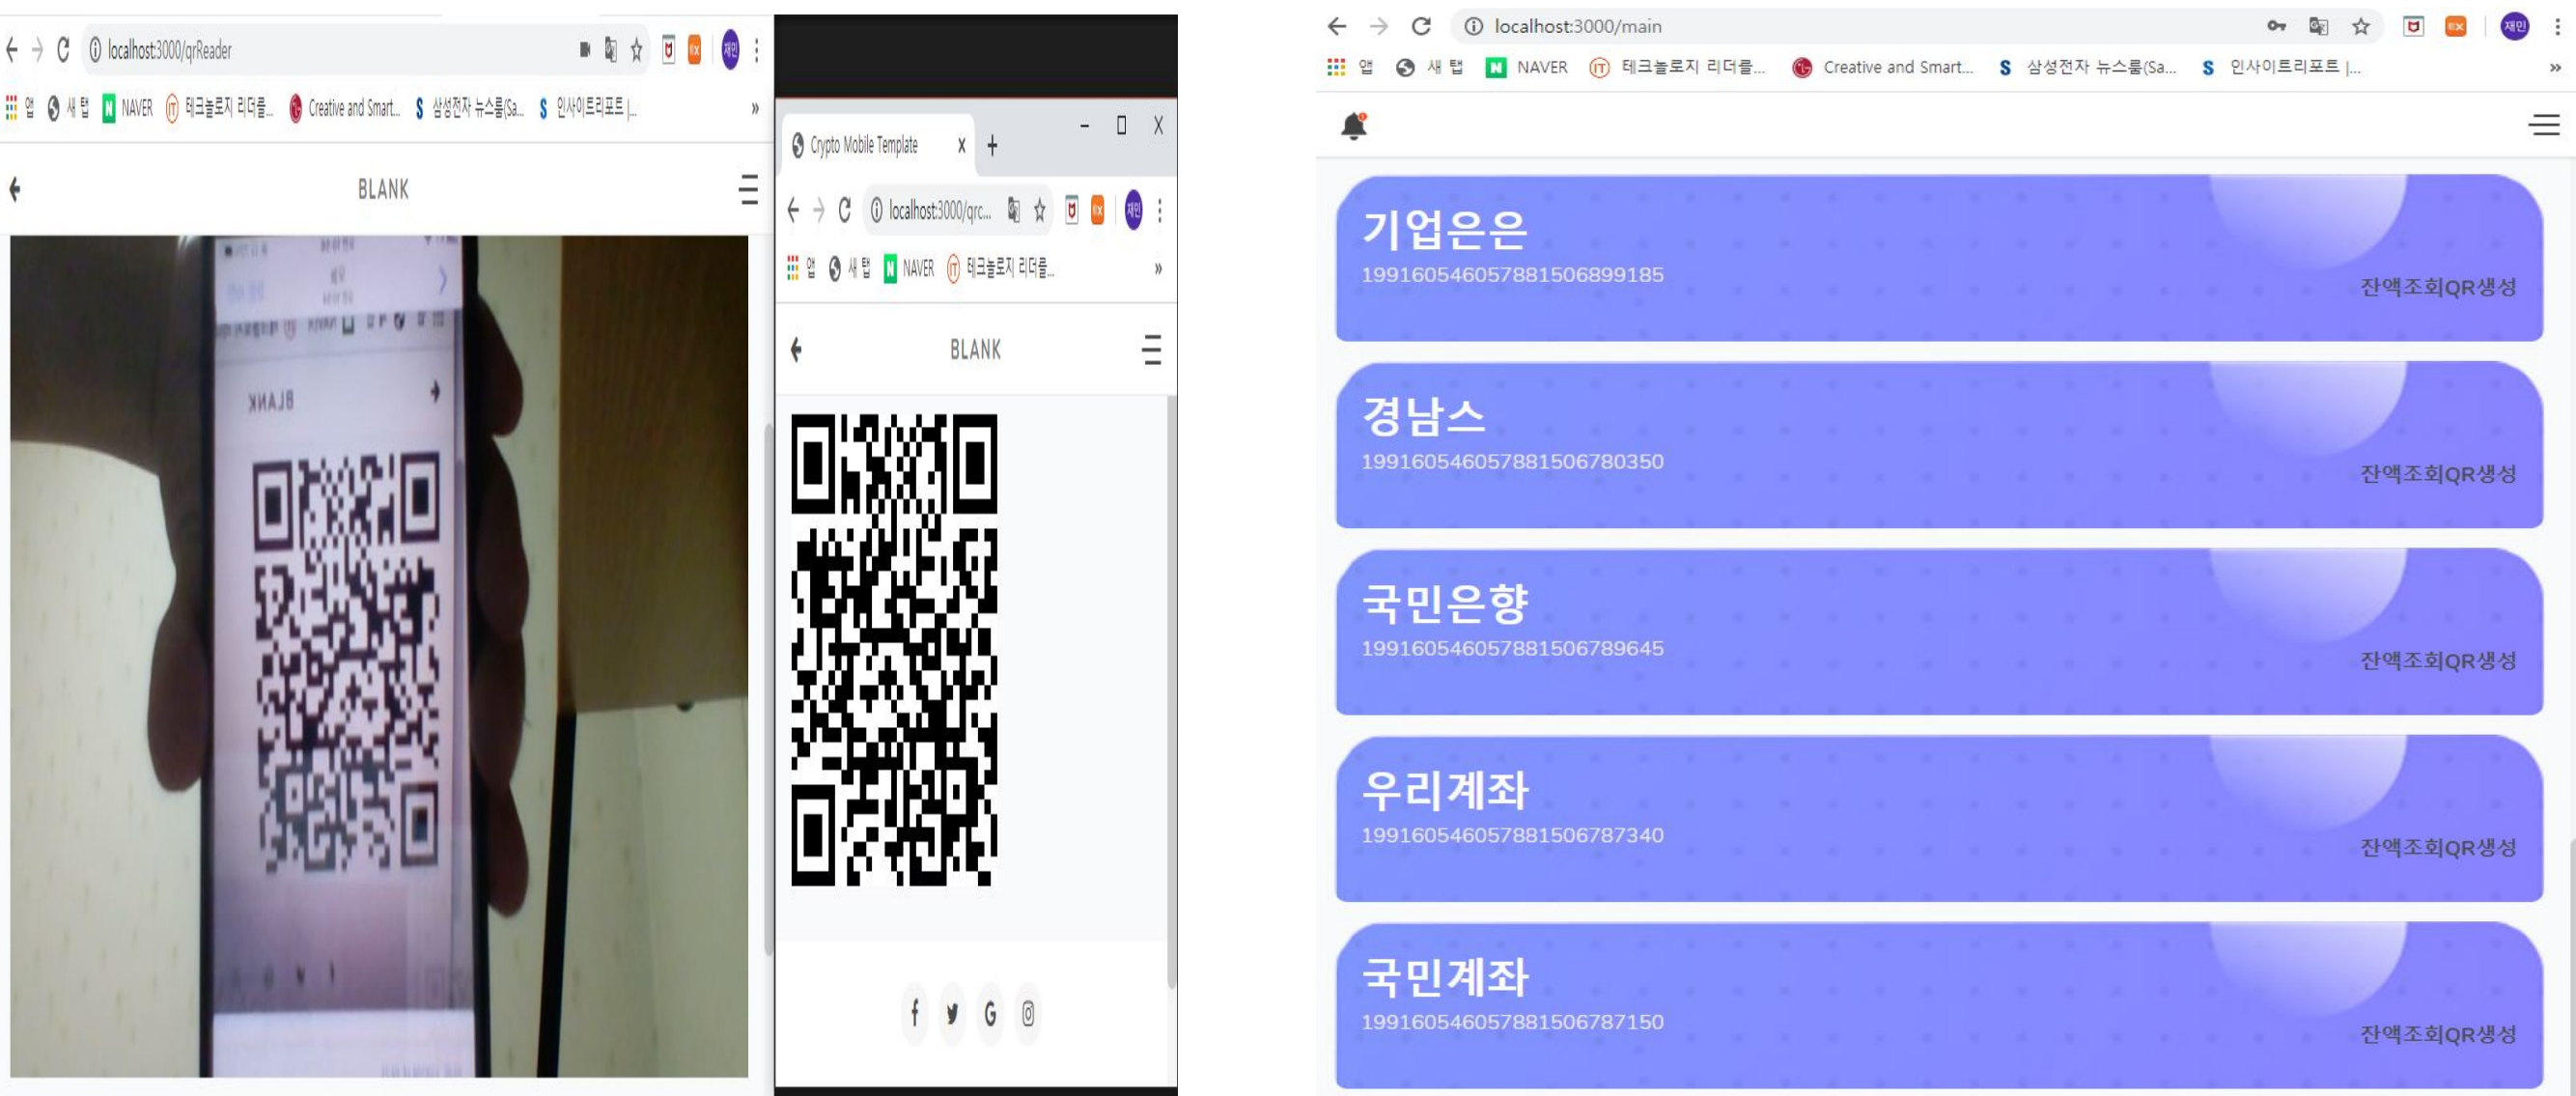 localhost:3000/qrReader
앱 새 탭 NAVER 테크놀로지 리더를... Creative and Smart... 삼성전자 뉴스룸(Sa... 인사이트리포트 |...
BLANK
BLANK
Crypto Mobile Template
localhost:3000/qrc...
앱 새 탭 NAVER 테크놀로지 리더를...
BLANK
localhost:3000/main
재민
앱 새 탭 NAVER 테크놀로지 리더를... Creative and Smart... 삼성전자 뉴스룸(Sa... 인사이트리포트 |...
기업은은
199160546057881506899185
잔액조회QR생성
경남스
199160546057881506780350
잔액조회QR생성
국민은향
199160546057881506789645
잔액조회QR생성
우리계좌
199160546057881506787340
잔액조회QR생성
국민계좌
199160546057881506787150
잔액조회QR생성